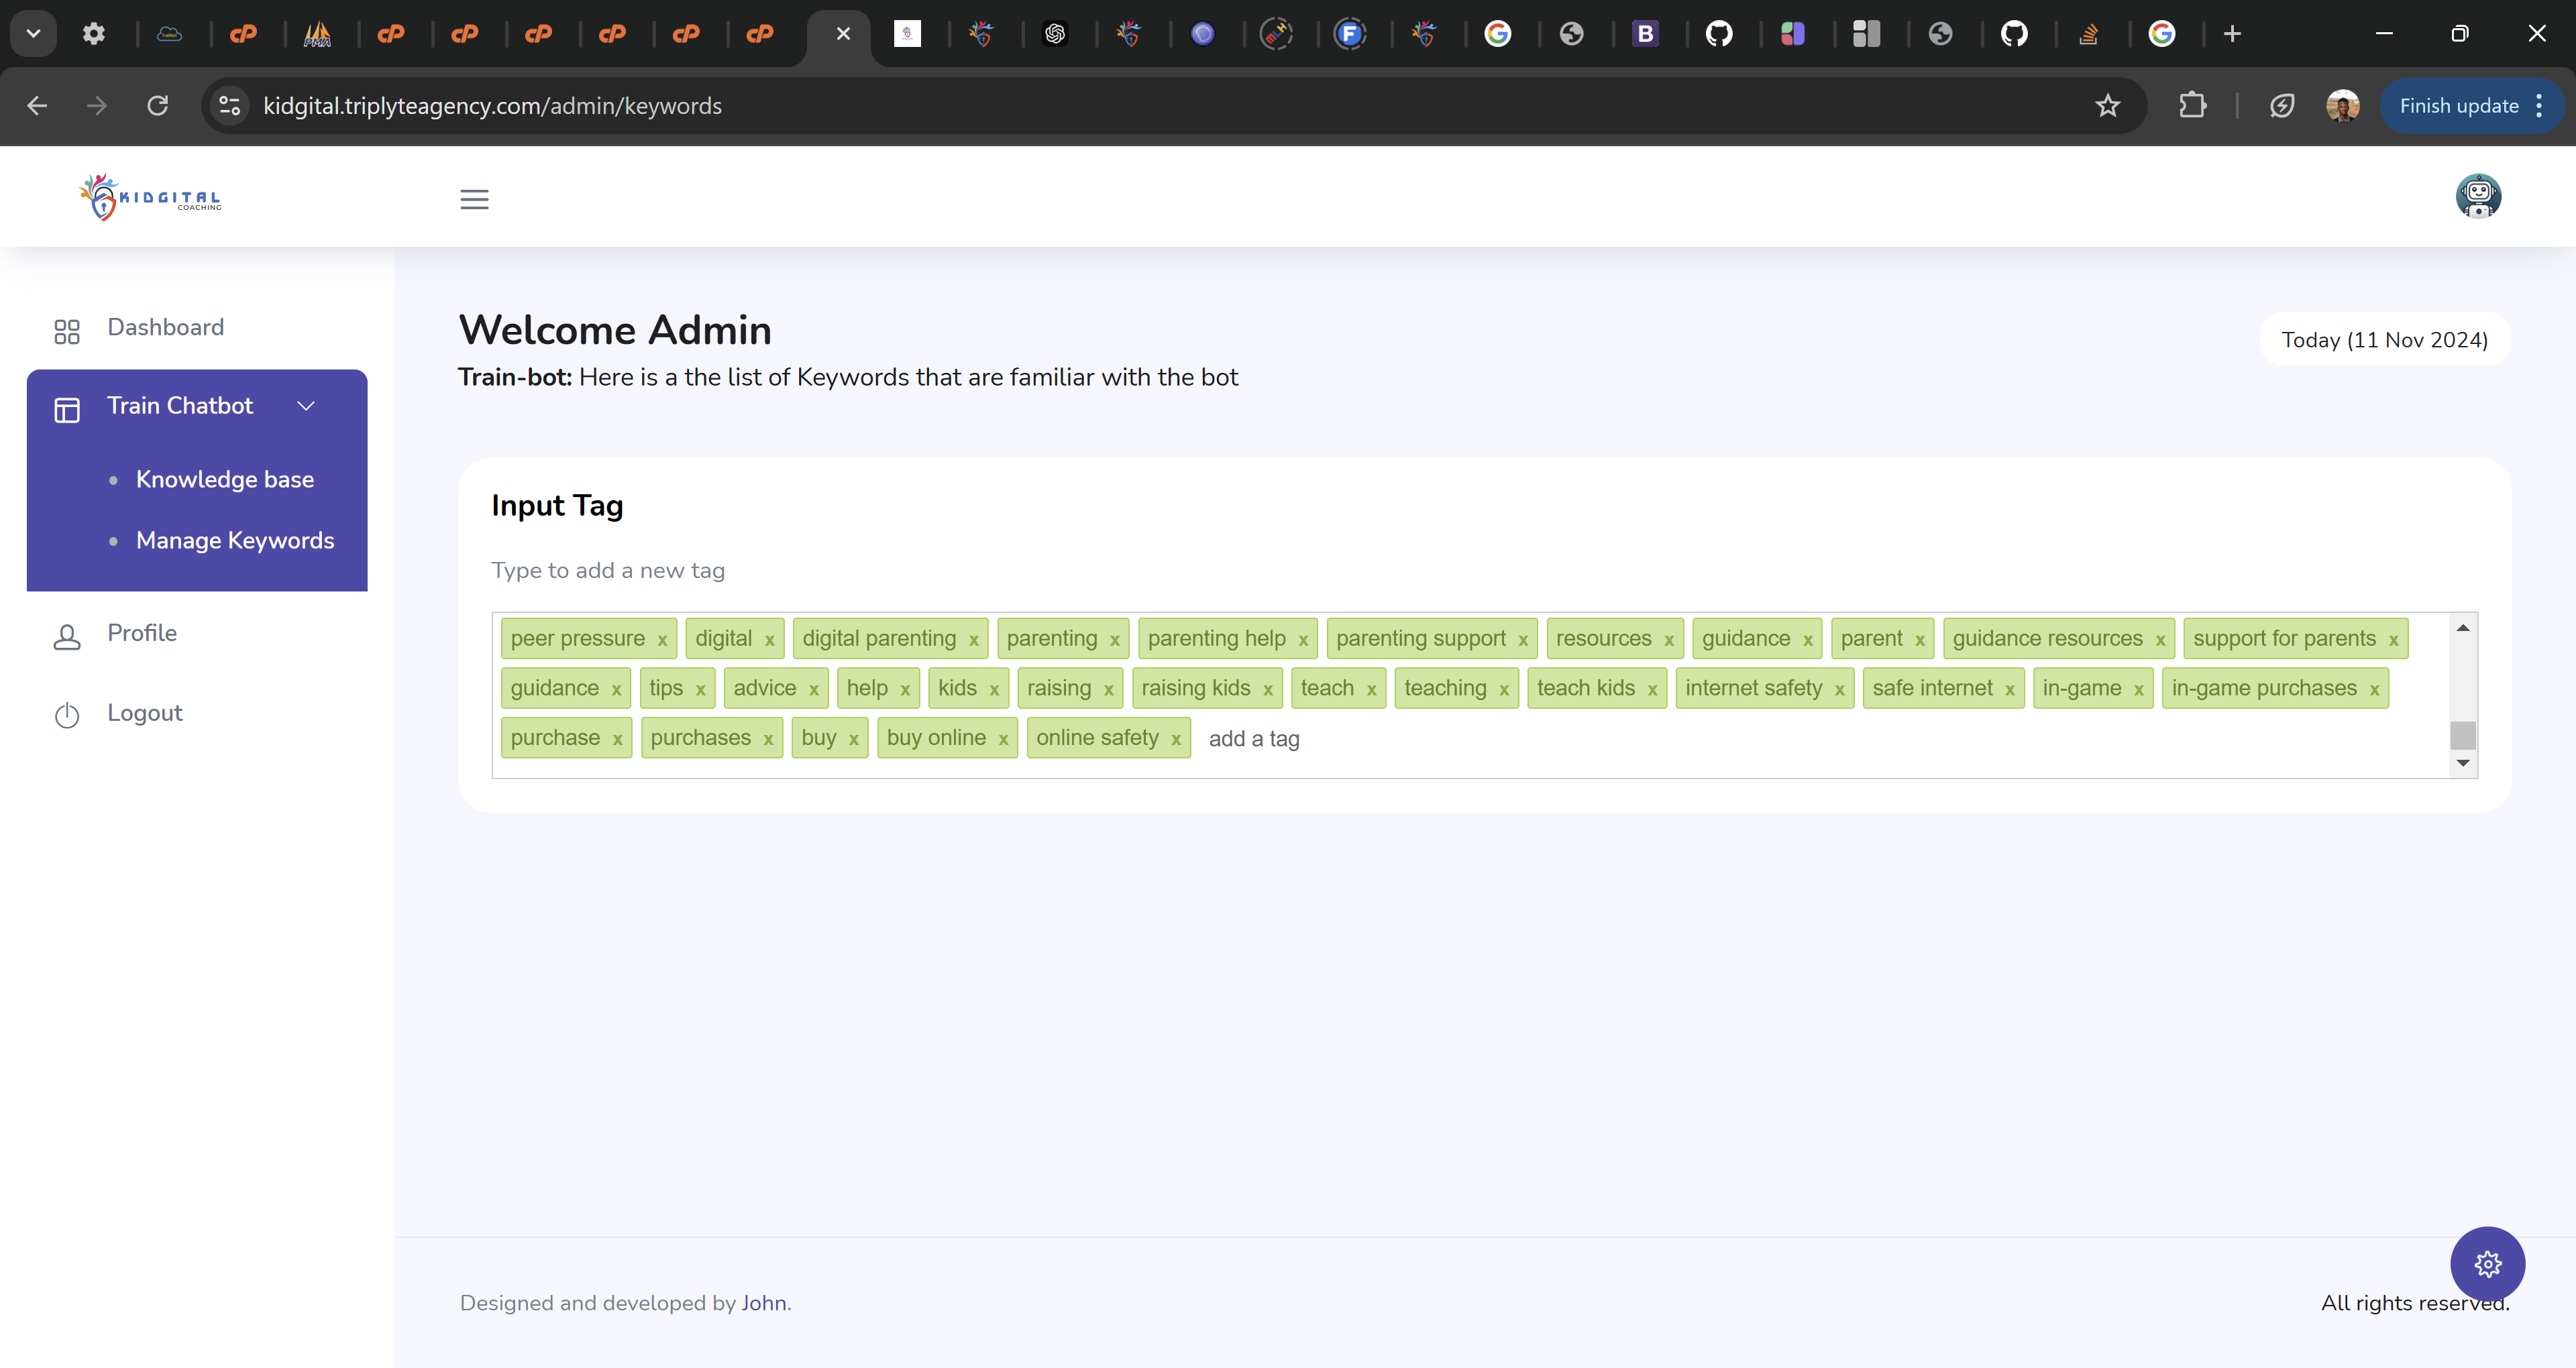 PMA
B
F
kidgital.triplyteagency.com/admin/keywords
Finish update
KIDGITAL
COACHING
Dashboard
Train Chatbot
Knowledge base
Manage Keywords
Profile
Logout
Welcome Admin
Train-bot: Here is a the list of Keywords that are familiar with the bot
Today (11 Nov 2024)
Input Tag
Type to add a new tag
peer pressure x digital x digital parenting x parenting x parenting help x parenting support x resources x guidance x parent x guidance resources x support for parents x
guidance x tips x advice x help x kids x raising x raising kids x teach x teaching x teach kids x internet safety x safe internet x in-game x in-game purchases x
purchase x purchases x buy x buy online x online safety x add a tag
Designed and developed by John.
All rights reserved.